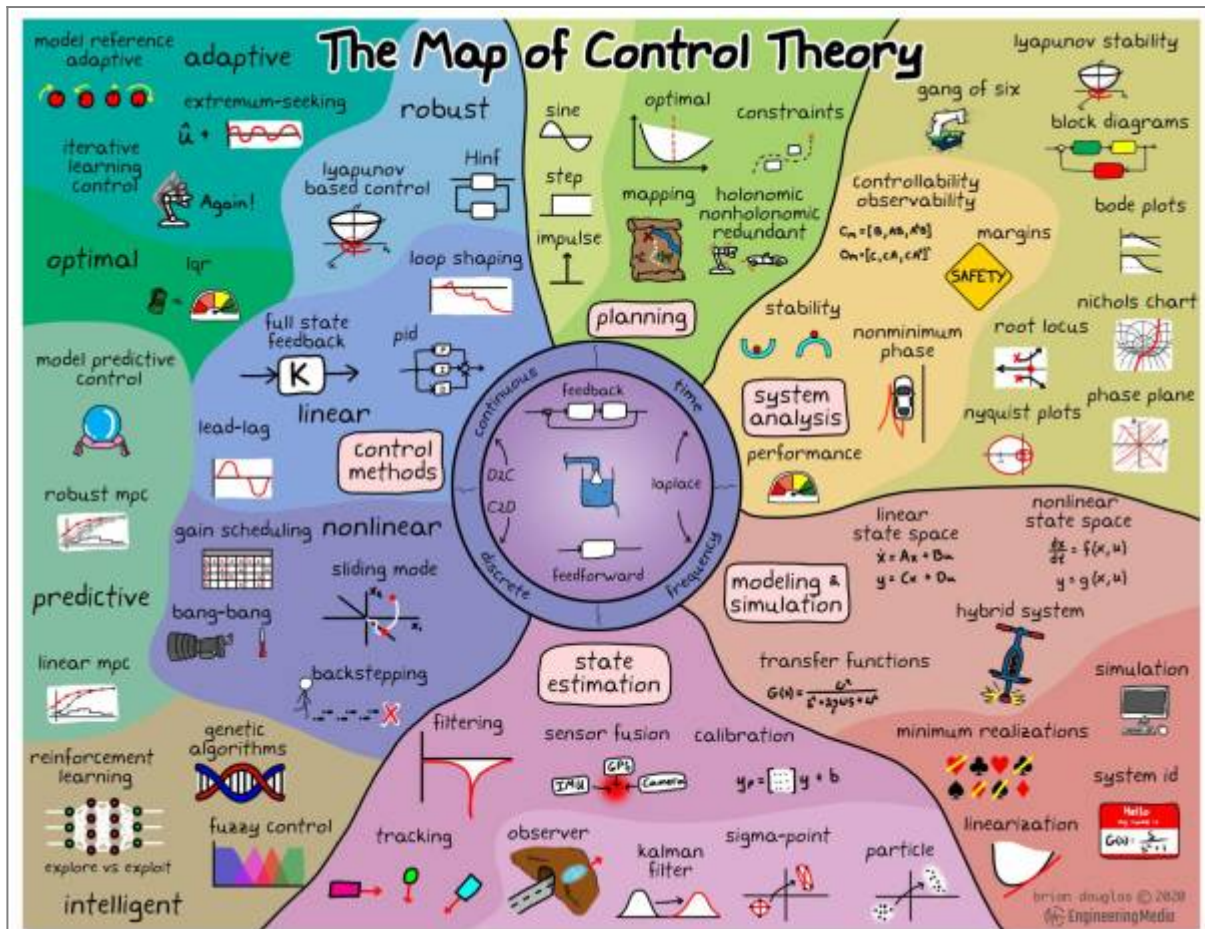 The Map of Control Theory
model reference
adaptive
adaptive
extremum-seeking
û +
iterative
learning
control
Again!
robust
Hinf
lyapunov
based control
loop shaping
optimal
lqr
full state
feedback
K
pid
linear
lead-lag
control
methods
model predictive
control
robust mpc
predictive
linear mpc
gain scheduling
nonlinear
sliding mode
x₁
bang-bang
backstepping
X
reinforcement
learning
explore vs exploit
genetic
algorithms
fuzzy control
intelligent
sine
step
impulse
optimal
constraints
mapping
holonomic
nonholonomic
redundant
planning
continuous
time
discrete
frequency
feedback
D2C
C2D
laplace
feedforward
gang of six
lyapunov stability
block diagrams
controllability
observability
Cm=[B, AB, A²B]
margins
SAFETY
bode plots
stability
nonminimum
phase
root locus
nichols chart
phase plane
nyquist plots
system
analysis
performance
linear
state space
ẋ = Ax + Bu
y = Cx + Du
nonlinear
state space
dx/dt = f(x,u)
y = g(x,u)
modeling &
simulation
hybrid system
transfer functions
simulation
minimum realizations
system id
Hello
linearization
state
estimation
filtering
sensor fusion
IMU
GPS
Camera
calibration
tracking
observer
kalman
filter
sigma-point
particle
brian douglas © 2020
EngineeringMedia